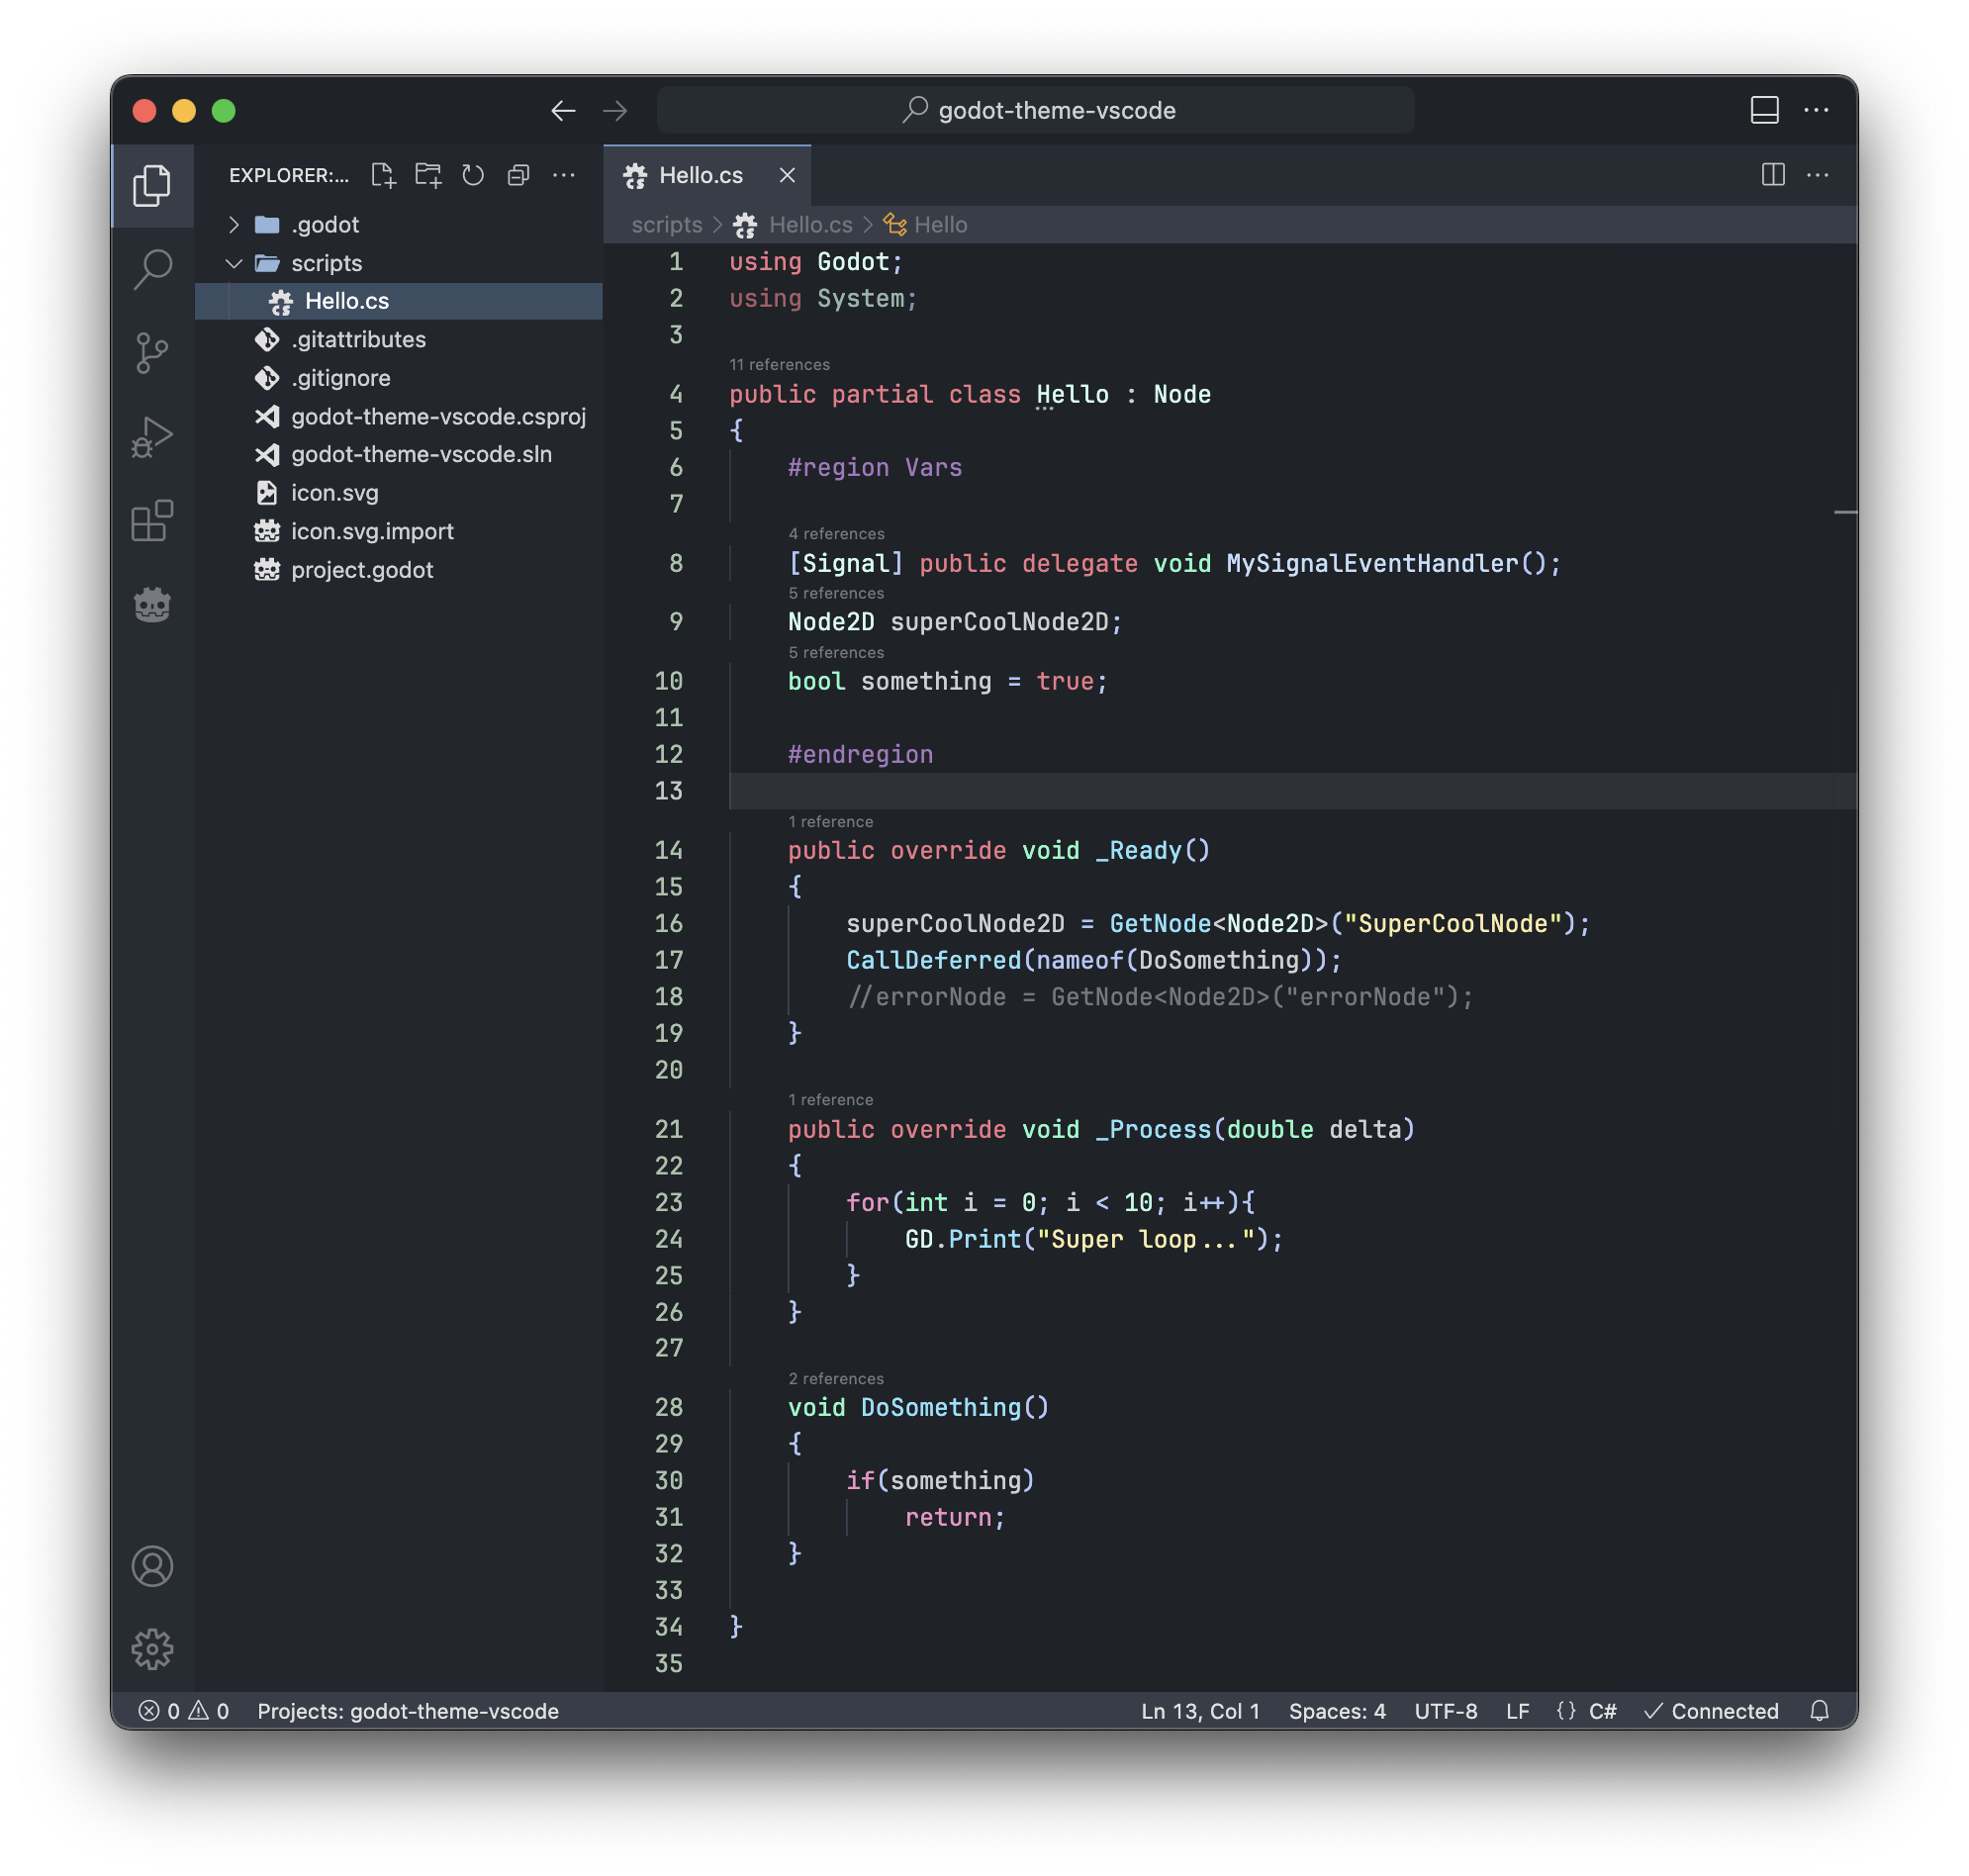 godot-theme-vscode
EXPLORER:...
.godot
scripts
Hello.cs
.gitattributes
.gitignore
godot-theme-vscode.csproj
godot-theme-vscode.sln
icon.svg
icon.svg.import
project.godot
Hello.cs
scripts > Hello.cs > Hello
1 using Godot;
2 using System;
3
11 references
4 public partial class Hello : Node
5 {
6 #region Vars
7
4 references
8 [Signal] public delegate void MySignalEventHandler();
5 references
9 Node2D superCoolNode2D;
5 references
10 bool something = true;
11
12 #endregion
13
1 reference
14 public override void _Ready()
15 {
16 superCoolNode2D = GetNode<Node2D>("SuperCoolNode");
17 CallDeferred(nameof(DoSomething));
18 //errorNode = GetNode<Node2D>("errorNode");
19 }
20
1 reference
21 public override void _Process(double delta)
22 {
23 for(int i = 0; i < 10; i++){
24 GD.Print("Super loop...");
25 }
26 }
27
2 references
28 void DoSomething()
29 {
30 if(something)
31 return;
32 }
33
34 }
35
0 0 Projects: godot-theme-vscode Ln 13, Col 1 Spaces: 4 UTF-8 LF {} C# Connected